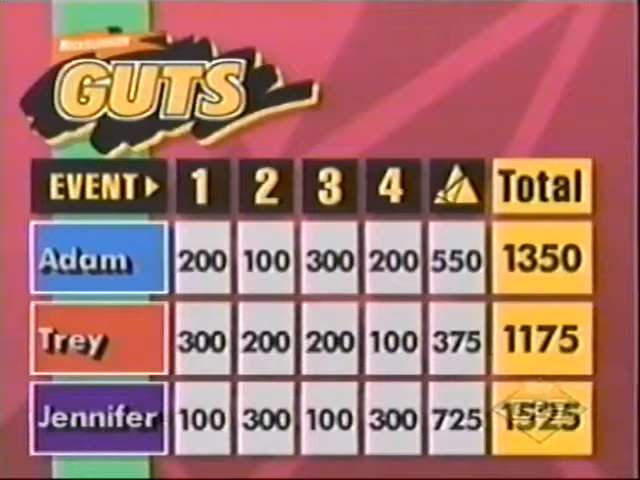 NICKELODEON
GUTS
EVENT 1 2 3 4 Total
Adam 200 100 300 200 550 1350
Trey 300 200 200 100 375 1175
Jennifer 100 300 100 300 725 1525